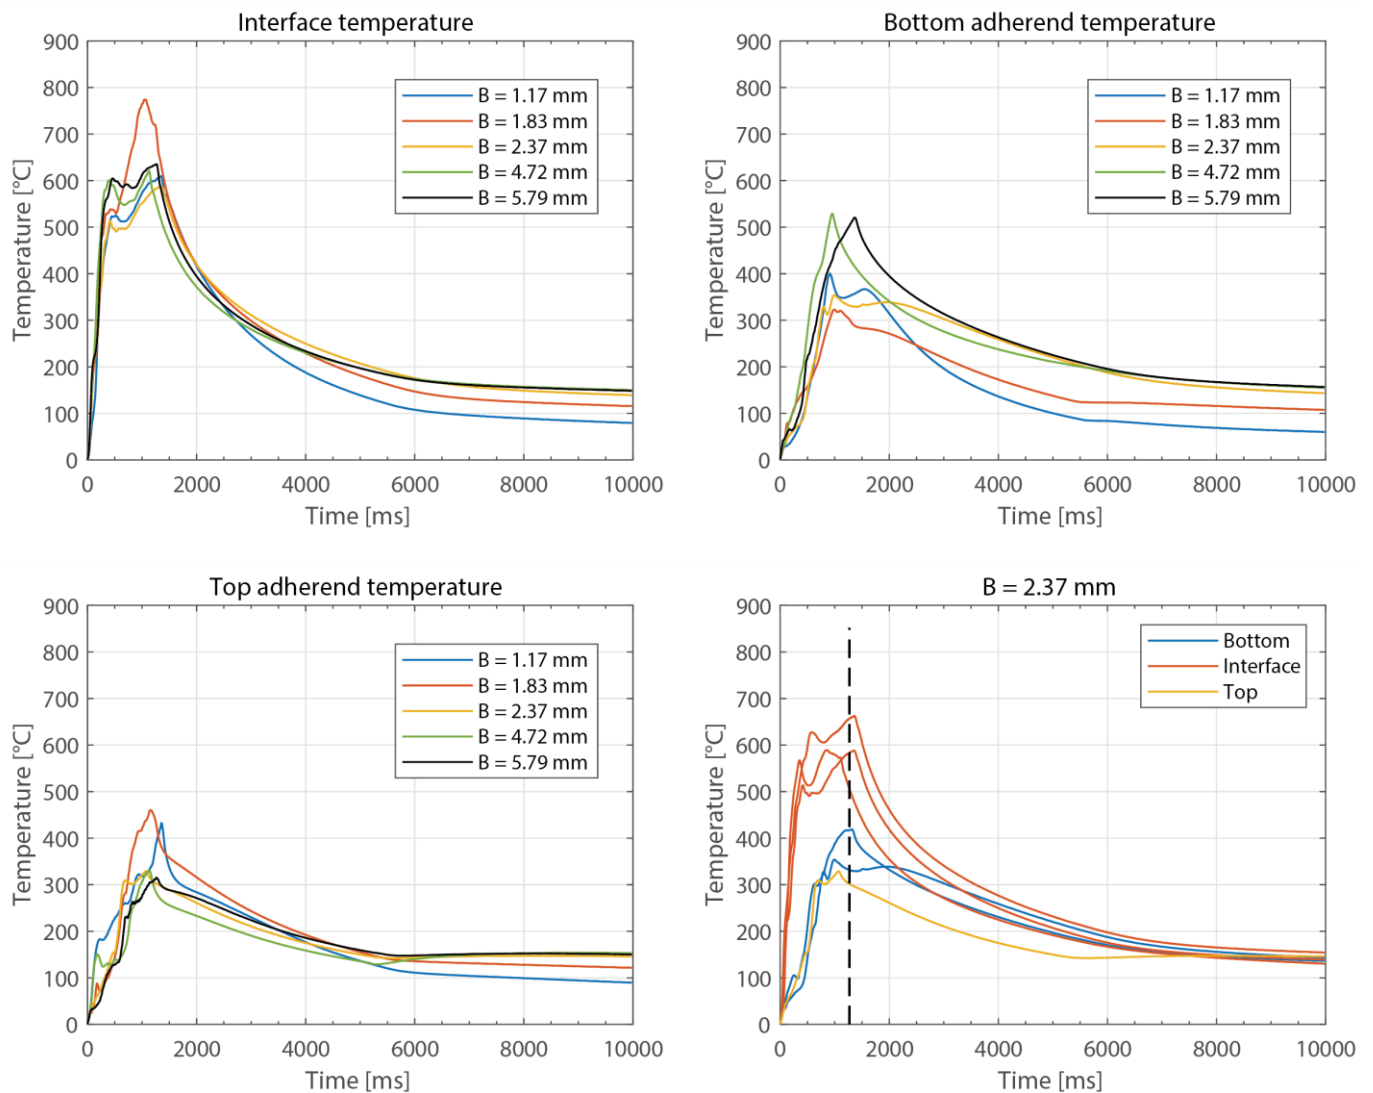 Interface temperature
900
800
700
600
500
400
300
200
100
0
Temperature [°C]
B = 1.17 mm
B = 1.83 mm
B = 2.37 mm
B = 4.72 mm
B = 5.79 mm
0 2000 4000 6000 8000 10000
Time [ms]
Bottom adherend temperature
900
800
700
600
500
400
300
200
100
0
Temperature [°C]
B = 1.17 mm
B = 1.83 mm
B = 2.37 mm
B = 4.72 mm
B = 5.79 mm
0 2000 4000 6000 8000 10000
Time [ms]
Top adherend temperature
900
800
700
600
500
400
300
200
100
0
Temperature [°C]
B = 1.17 mm
B = 1.83 mm
B = 2.37 mm
B = 4.72 mm
B = 5.79 mm
0 2000 4000 6000 8000 10000
Time [ms]
B = 2.37 mm
900
800
700
600
500
400
300
200
100
0
Temperature [°C]
Bottom
Interface
Top
0 2000 4000 6000 8000 10000
Time [ms]